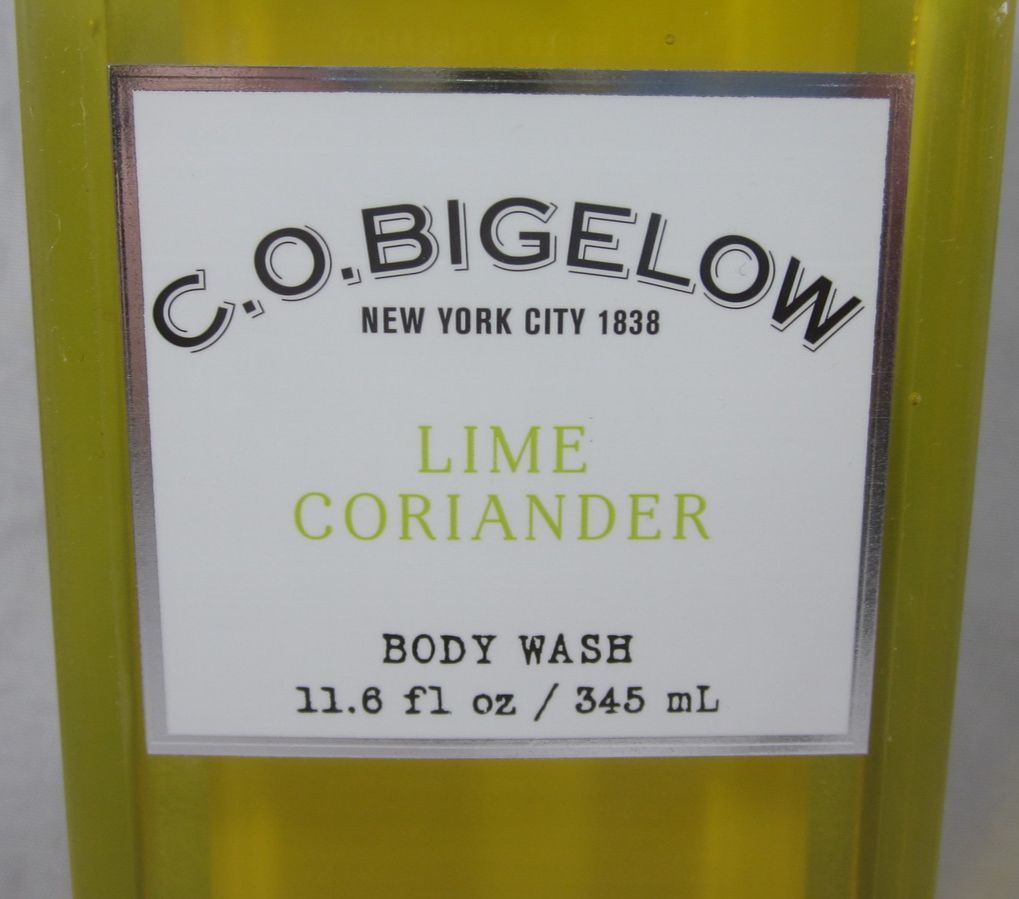 C.O.BIGELOW
NEW YORK CITY 1838
LIME
CORIANDER
BODY WASH
11.6 fl oz / 345 mL